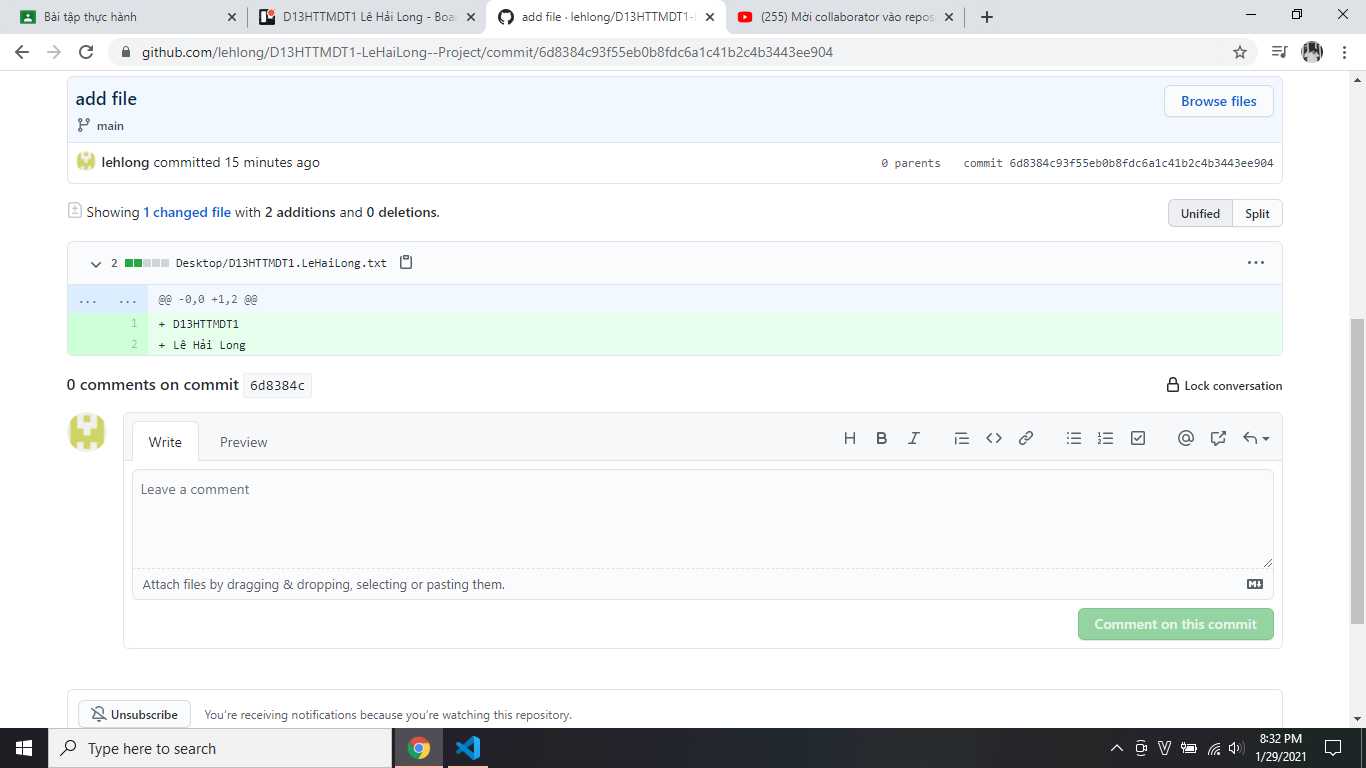 Bài tập thực hành
D13HTTMDT1 Lê Hải Long - Boar
add file · lehlong/D13HTTMDT1-
(255) Mời collaborator vào repos
github.com/lehlong/D13HTTMDT1-LeHaiLong--Project/commit/6d8384c93f55eb0b8fdc6a1c41b2c4b3443ee904
add file
Browse files
main
lehlong committed 15 minutes ago
0 parents commit 6d8384c93f55eb0b8fdc6a1c41b2c4b3443ee904
Showing 1 changed file with 2 additions and 0 deletions.
Unified Split
2 Desktop/D13HTTMDT1.LeHaiLong.txt
... ... @@ -0,0 +1,2 @@
1 + D13HTTMDT1
2 + Lê Hải Long
0 comments on commit 6d8384c
Lock conversation
Write Preview
Leave a comment
Attach files by dragging & dropping, selecting or pasting them.
Comment on this commit
Unsubscribe You're receiving notifications because you're watching this repository.
Type here to search
8:32 PM
1/29/2021